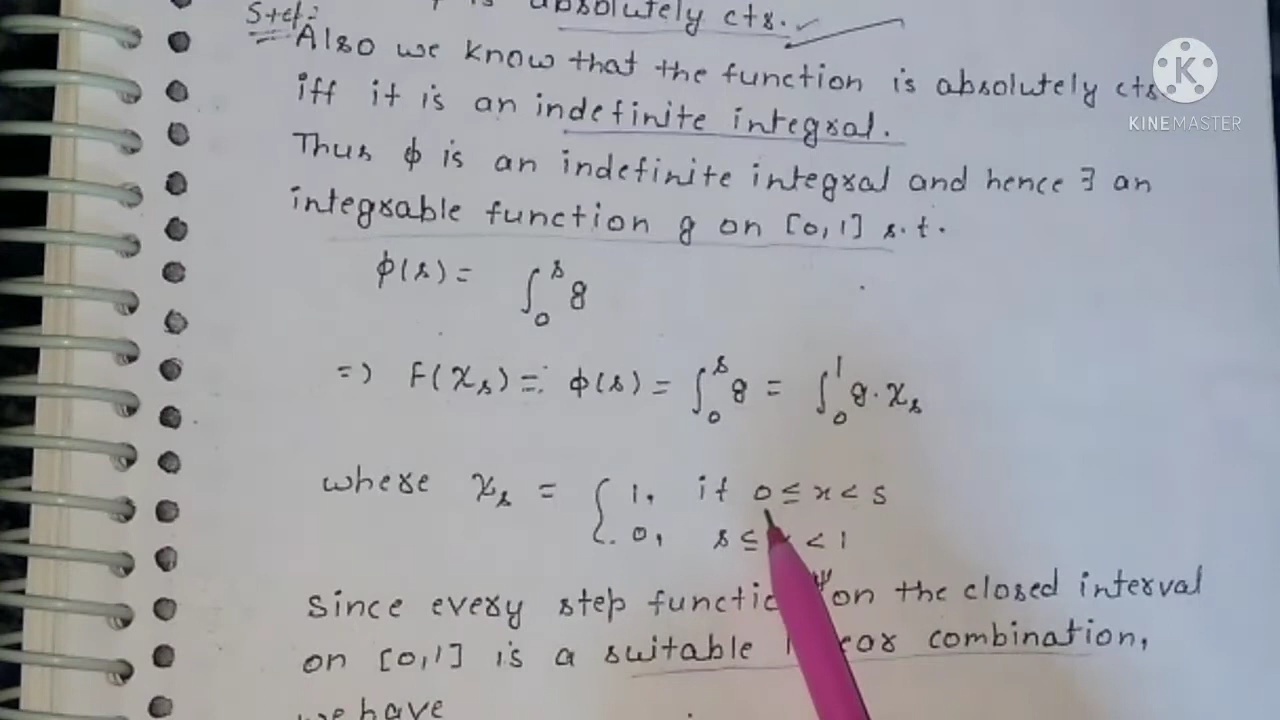 is absolutely cts.
Step:
Also we know that the function is absolutely cts
iff it is an indefinite integral.
Thus ϕ is an indefinite integral and hence ∃ an
integrable function g on [0,1] s.t.
ϕ(s) = ∫₀ˢ g
=) F(χₛ) = ϕ(s) = ∫₀ˢ g = ∫₀¹ g.χₛ
where χₛ = { 1, if 0 ≤ x < s
0, s ≤ < 1
Since every step function ψ on the closed interval
on [0,1] is a suitable combination,
we have
K
KINEMASTER